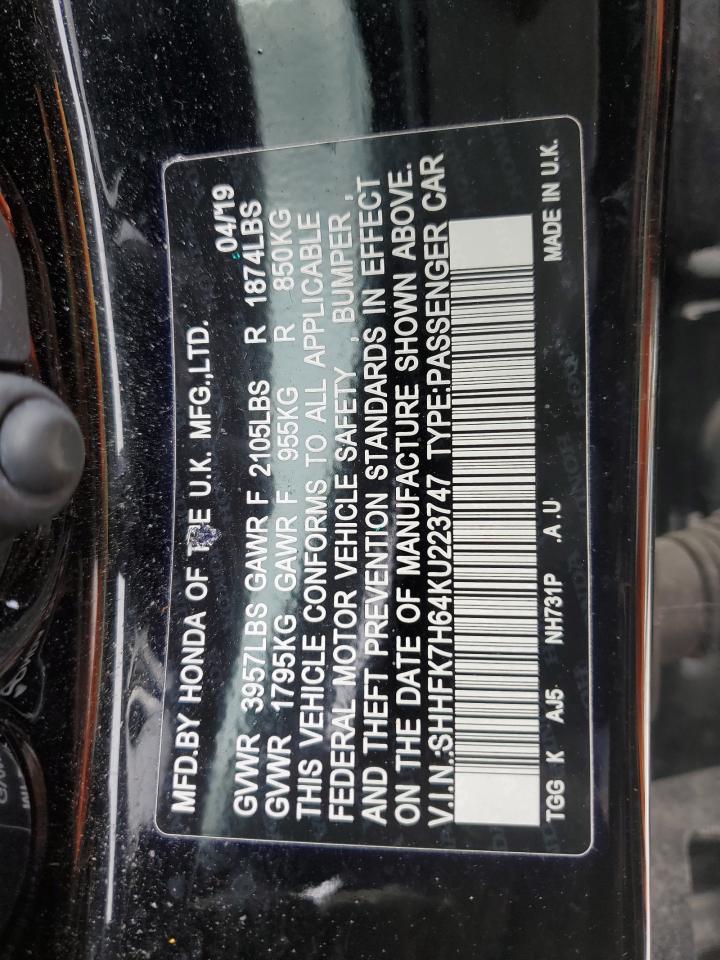 MFD.BY HONDA OF THE U.K. MFG.,LTD. 04/19
GVWR 3957LBS GAWR F 2105LBS R 1874LBS
GVWR 1795KG GAWR F 955KG R 850KG
THIS VEHICLE CONFORMS TO ALL APPLICABLE
FEDERAL MOTOR VEHICLE SAFETY , BUMPER ,
AND THEFT PREVENTION STANDARDS IN EFFECT
ON THE DATE OF MANUFACTURE SHOWN ABOVE.
V.I.N.:SHHFK7H64KU223747 TYPE:PASSENGER CAR
TGG K AJ5 NH731P .A.U MADE IN U.K.